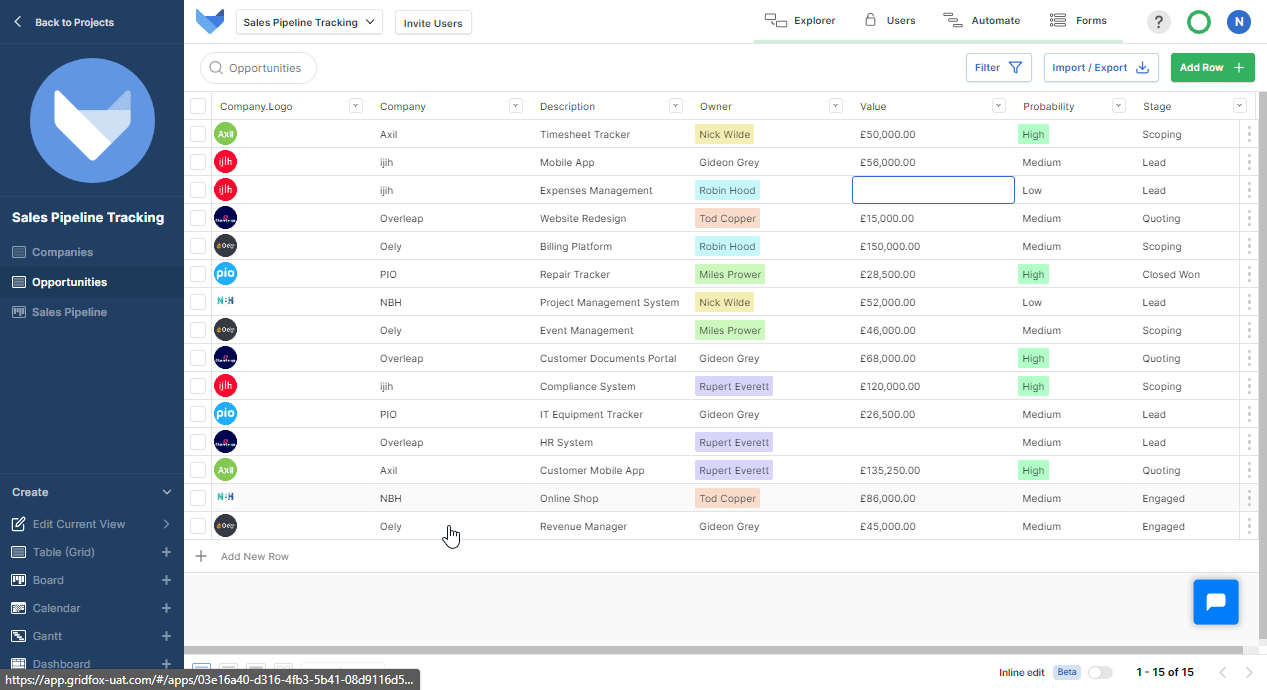 Back to Projects
Sales Pipeline Tracking
Invite Users
Explorer
Users
Automate
Forms
?
N
Opportunities
Filter
Import / Export
Add Row
Sales Pipeline Tracking
Companies
Opportunities
Sales Pipeline
Create
Edit Current View
Table (Grid)
Board
Calendar
Gantt
Dashboard
Company.Logo Company Description Owner Value Probability Stage
Axil Axil Timesheet Tracker Nick Wilde £50,000.00 High Scoping
ijih ijih Mobile App Gideon Grey £56,000.00 Medium Lead
ijih ijih Expenses Management Robin Hood Low Lead
Overleap Website Redesign Tod Copper £15,000.00 Medium Quoting
Oely Oely Billing Platform Robin Hood £150,000.00 Medium Scoping
pio PIO Repair Tracker Miles Prower £28,500.00 High Closed Won
NBH NBH Project Management System Nick Wilde £52,000.00 Low Lead
Oely Oely Event Management Miles Prower £46,000.00 Medium Scoping
Overleap Customer Documents Portal Gideon Grey £68,000.00 High Quoting
ijih ijih Compliance System Rupert Everett £120,000.00 High Scoping
pio PIO IT Equipment Tracker Gideon Grey £26,500.00 Medium Lead
Overleap HR System Rupert Everett Medium Lead
Axil Axil Customer Mobile App Rupert Everett £135,250.00 High Quoting
NBH NBH Online Shop Tod Copper £86,000.00 Medium Engaged
Oely Oely Revenue Manager Gideon Grey £45,000.00 Medium Engaged
Add New Row
Inline edit Beta 1 - 15 of 15
https://app.gridfox-uat.com/#/apps/03e16a40-d316-4fb3-5b41-08d9116d5...